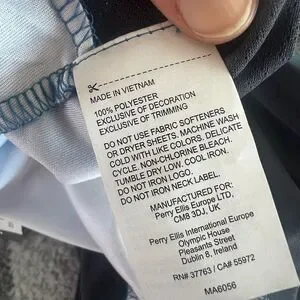 MADE IN VIETNAM
100% POLYESTER
EXCLUSIVE OF DECORATION
EXCLUSIVE OF TRIMMING
DO NOT USE FABRIC SOFTENERS
OR DRYER SHEETS. MACHINE WASH
COLD WITH LIKE COLORS. DELICATE
CYCLE. NON-CHLORINE BLEACH.
TUMBLE DRY LOW. COOL IRON.
DO NOT IRON LOGO.
DO NOT IRON NECK LABEL.
MANUFACTURED FOR:
Perry Ellis Europe LTD,
CM8 3DJ, UK
Perry Ellis International Europe
Olympic House
Pleasants Street
Dublin 8, Ireland
RN# 37763 / CA# 55972
MA6056